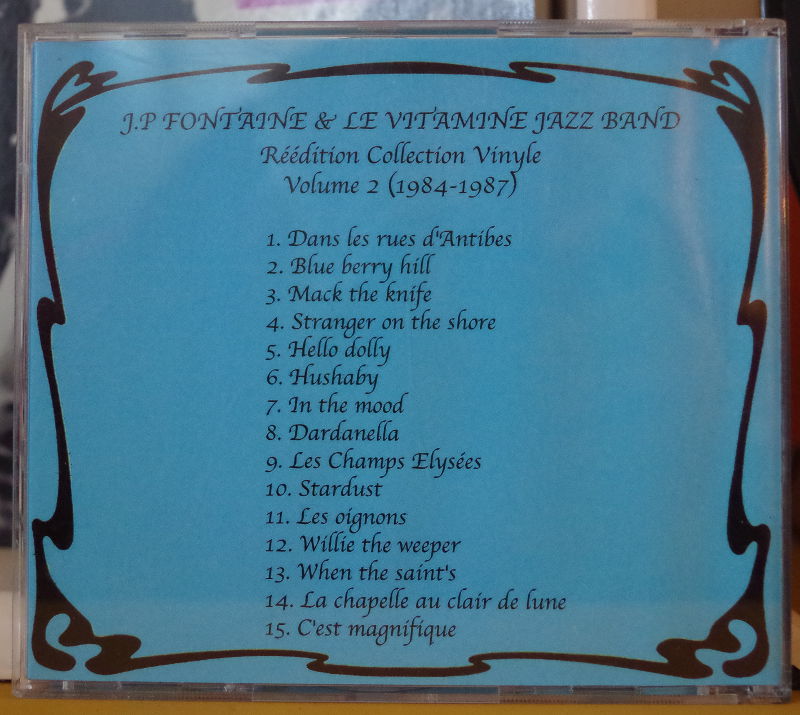 J.P FONTAINE & LE VITAMINE JAZZ BAND
Réédition Collection Vinyle
Volume 2 (1984-1987)
1. Dans les rues d'Antibes
2. Blue berry hill
3. Mack the knife
4. Stranger on the shore
5. Hello dolly
6. Hushaby
7. In the mood
8. Dardanella
9. Les Champs Elysées
10. Stardust
11. Les oignons
12. Willie the weeper
13. When the saint's
14. La chapelle au clair de lune
15. C'est magnifique